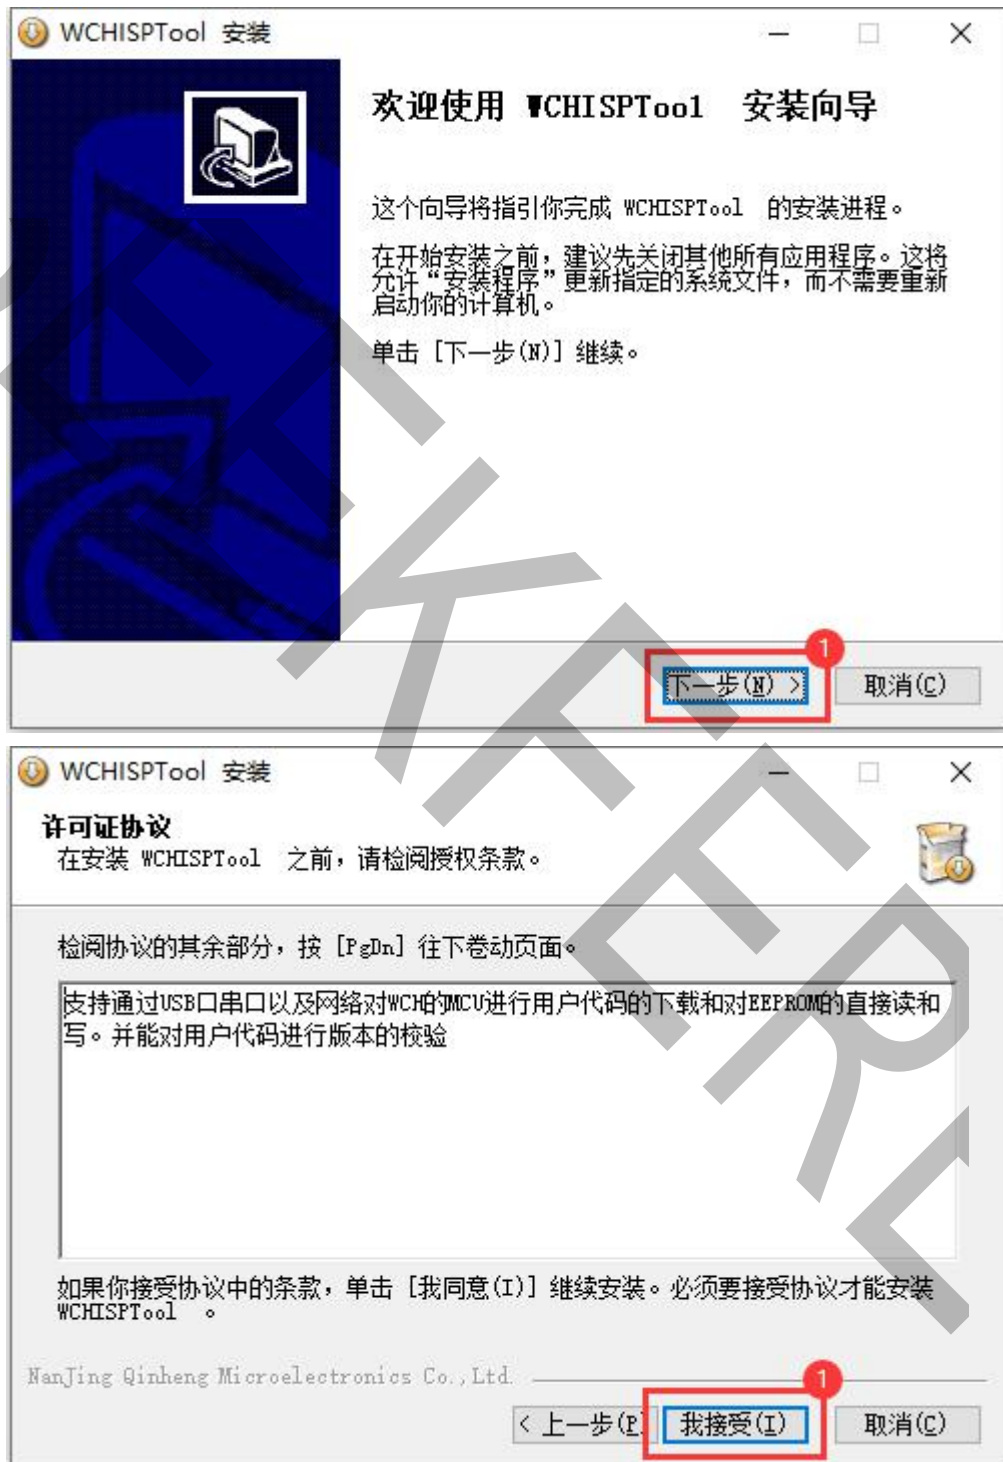 WCHISPTool 安装
欢迎使用 WCHISPTool 安装向导
这个向导将指引你完成 WCHISPTool 的安装进程。
在开始安装之前，建议先关闭其他所有应用程序。这将
允许“安装程序”更新指定的系统文件，而不需要重新
启动你的计算机。
单击 [下一步(N)] 继续。
1
下一步(N) > 取消(C)
WCHISPTool 安装
许可证协议
在安装 WCHISPTool 之前，请检阅授权条款。
检阅协议的其余部分，按 [PgDn] 往下卷动页面。
支持通过USB口串口以及网络对WCH的MCU进行用户代码的下载和对EEPROM的直接读和
写。并能对用户代码进行版本的校验
如果你接受协议中的条款，单击 [我同意(I)] 继续安装。必须要接受协议才能安装
WCHISPTool 。
NanJing Qinheng Microelectronics Co.,Ltd.
1
< 上一步(P) 我接受(I) 取消(C)